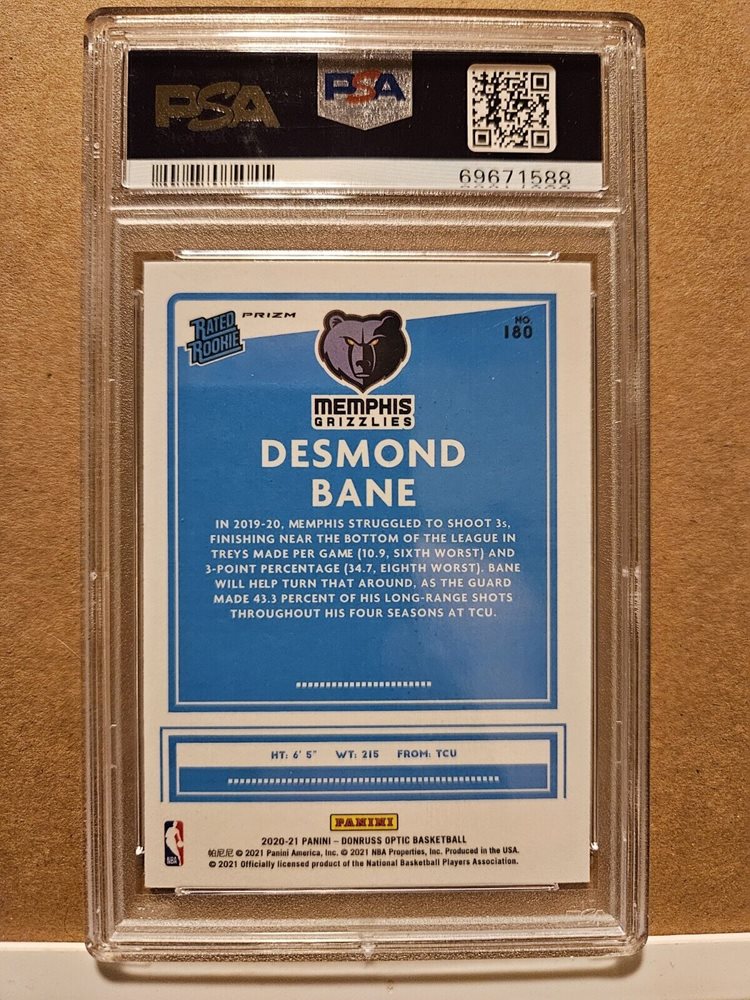 PSA PSA
69671588
RATED
ROOKIE
PRIZM
NO.
180
MEMPHIS
GRIZZLIES
DESMOND
BANE
IN 2019-20, MEMPHIS STRUGGLED TO SHOOT 3s,
FINISHING NEAR THE BOTTOM OF THE LEAGUE IN
TREYS MADE PER GAME (10.9, SIXTH WORST) AND
3-POINT PERCENTAGE (34.7, EIGHTH WORST). BANE
WILL HELP TURN THAT AROUND, AS THE GUARD
MADE 43.3 PERCENT OF HIS LONG-RANGE SHOTS
THROUGHOUT HIS FOUR SEASONS AT TCU.
HT: 6' 5" WT: 215 FROM: TCU
PANINI
2020-21 PANINI – DONRUSS OPTIC BASKETBALL
帕尼尼 © 2021 Panini America, Inc. © 2021 NBA Properties, Inc. Produced in the USA.
© 2021 Officially licensed product of the National Basketball Players Association.
NBA